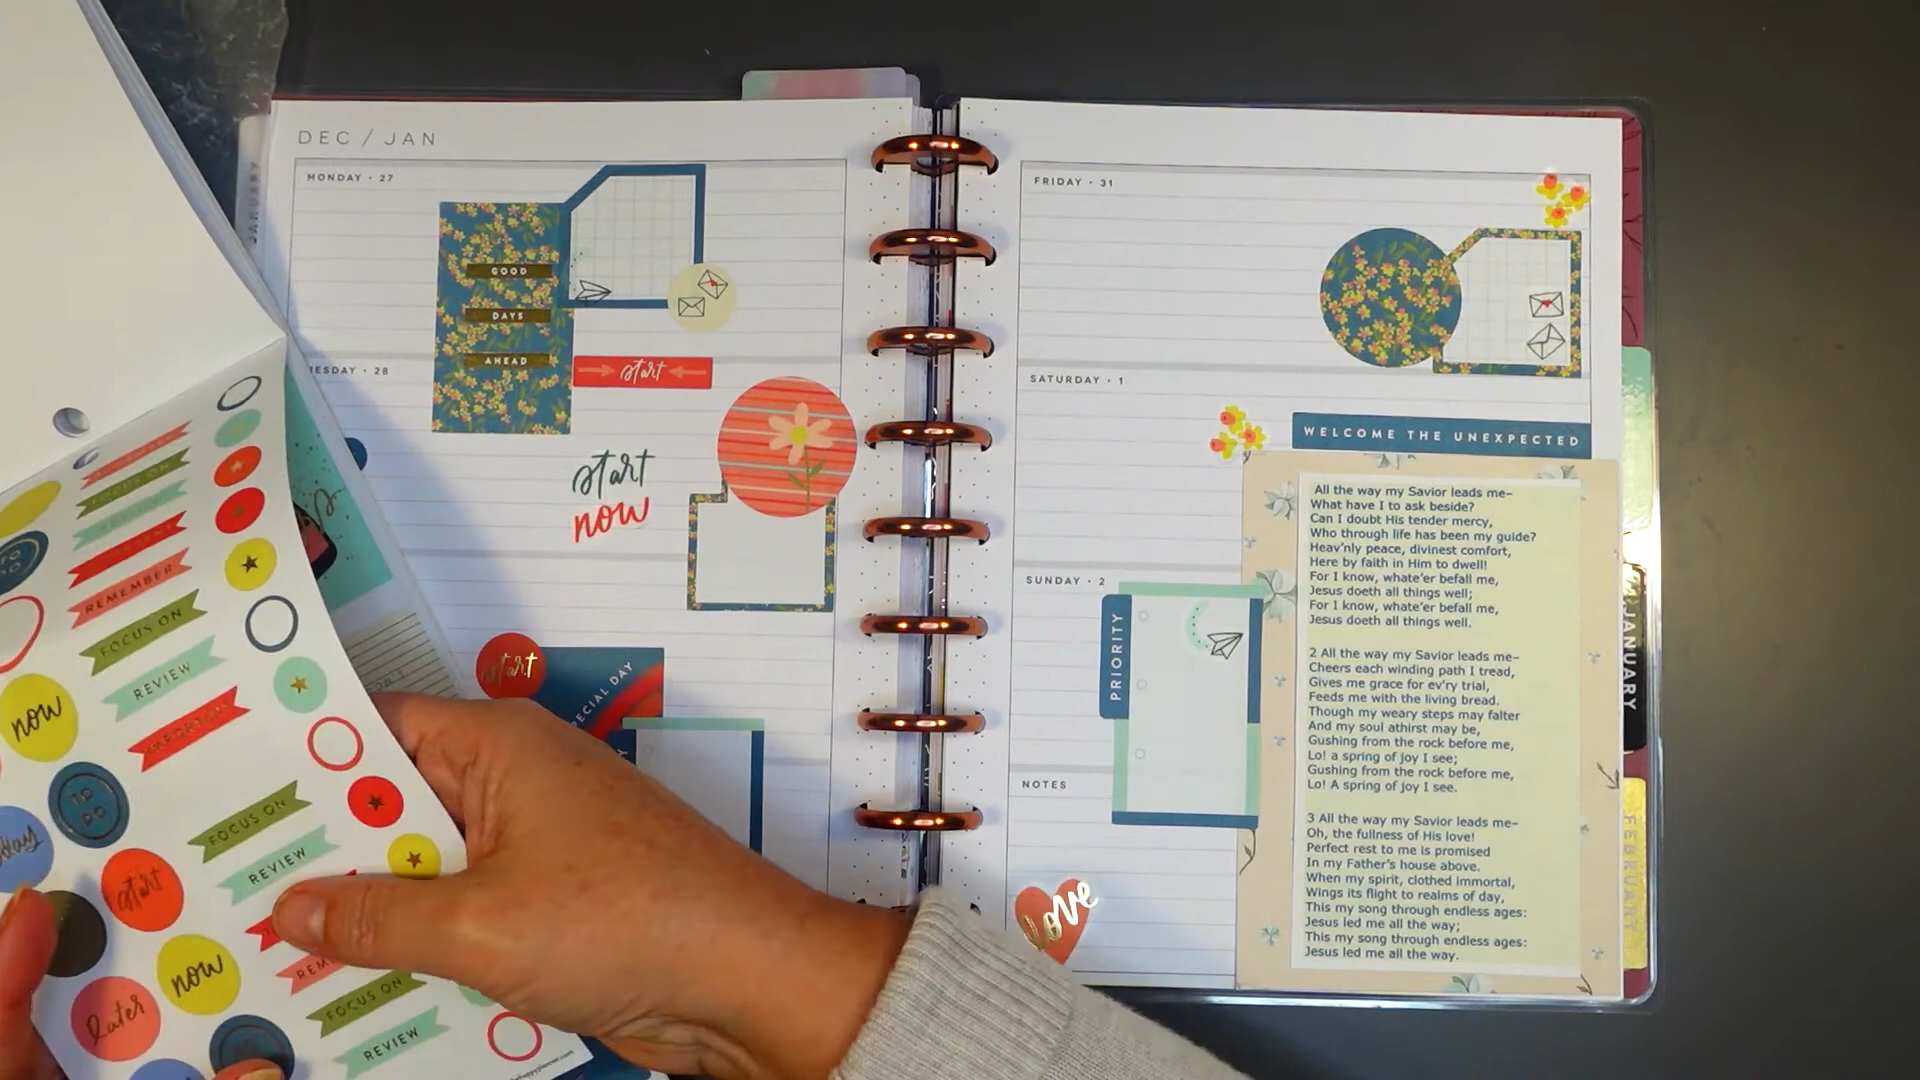 DEC / JAN
MONDAY · 27
GOOD
DAYS
AHEAD
start
ESDAY · 28
start
now
start
PECIAL DAY
FRIDAY · 31
SATURDAY · 1
WELCOME THE UNEXPECTED
SUNDAY · 2
PRIORITY
NOTES
love
All the way my Savior leads me–
What have I to ask beside?
Can I doubt His tender mercy,
Who through life has been my guide?
Heav'nly peace, divinest comfort,
Here by faith in Him to dwell!
For I know, whate'er befall me,
Jesus doeth all things well;
For I know, whate'er befall me,
Jesus doeth all things well.
2 All the way my Savior leads me–
Cheers each winding path I tread,
Gives me grace for ev'ry trial,
Feeds me with the living bread.
Though my weary steps may falter
And my soul athirst may be,
Gushing from the rock before me,
Lo! a spring of joy I see;
Gushing from the rock before me,
Lo! A spring of joy I see.
3 All the way my Savior leads me–
Oh, the fullness of His love!
Perfect rest to me is promised
In my Father's house above.
When my spirit, clothed immortal,
Wings its flight to realms of day,
This my song through endless ages:
Jesus led me all the way;
This my song through endless ages:
Jesus led me all the way.
JANUARY
FEBRUARY
JANUARY
FOCUS ON
REMEMBER
FOCUS ON
REVIEW
IMPORTANT
now
TO
DO
start
FOCUS ON
REVIEW
REM
now
later
FOCUS ON
REVIEW